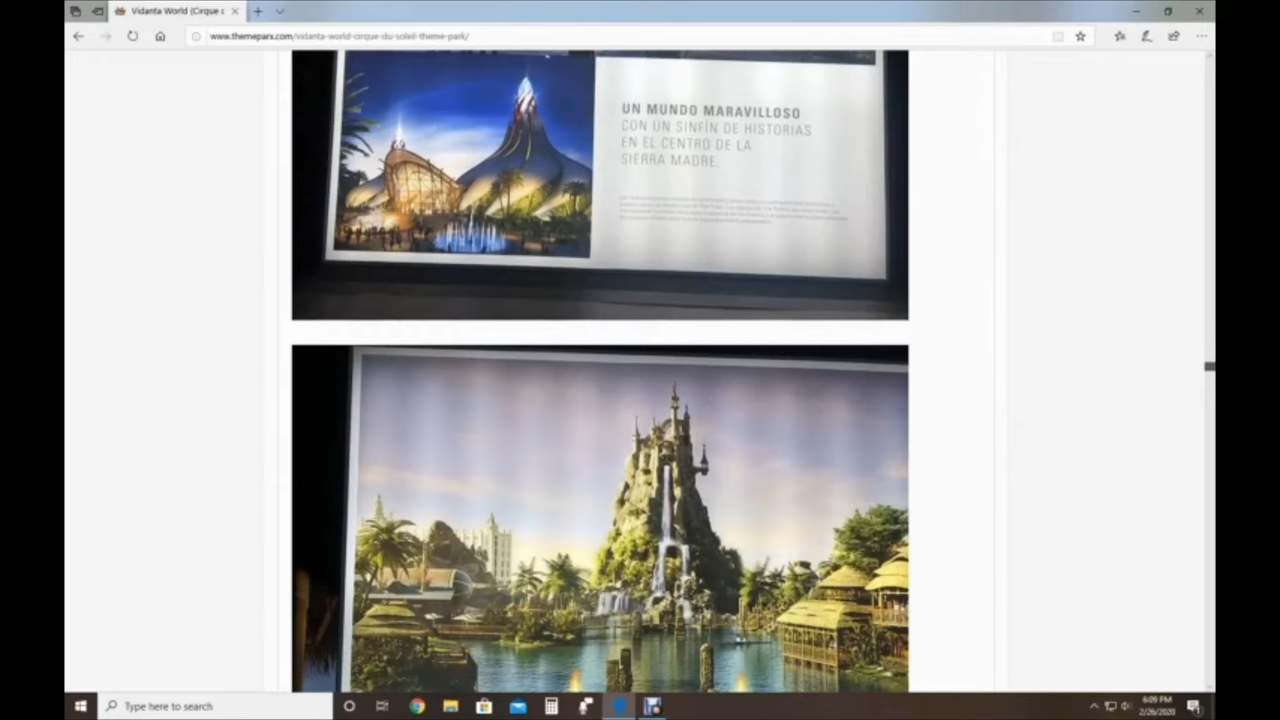 Vidanta World (Cirque d
www.themeparx.com/vidanta-world-cirque-du-soleil-theme-park/
UN MUNDO MARAVILLOSO
CON UN SINFÍN DE HISTORIAS
EN EL CENTRO DE LA
SIERRA MADRE.
Type here to search
6:09 PM
2/26/2020